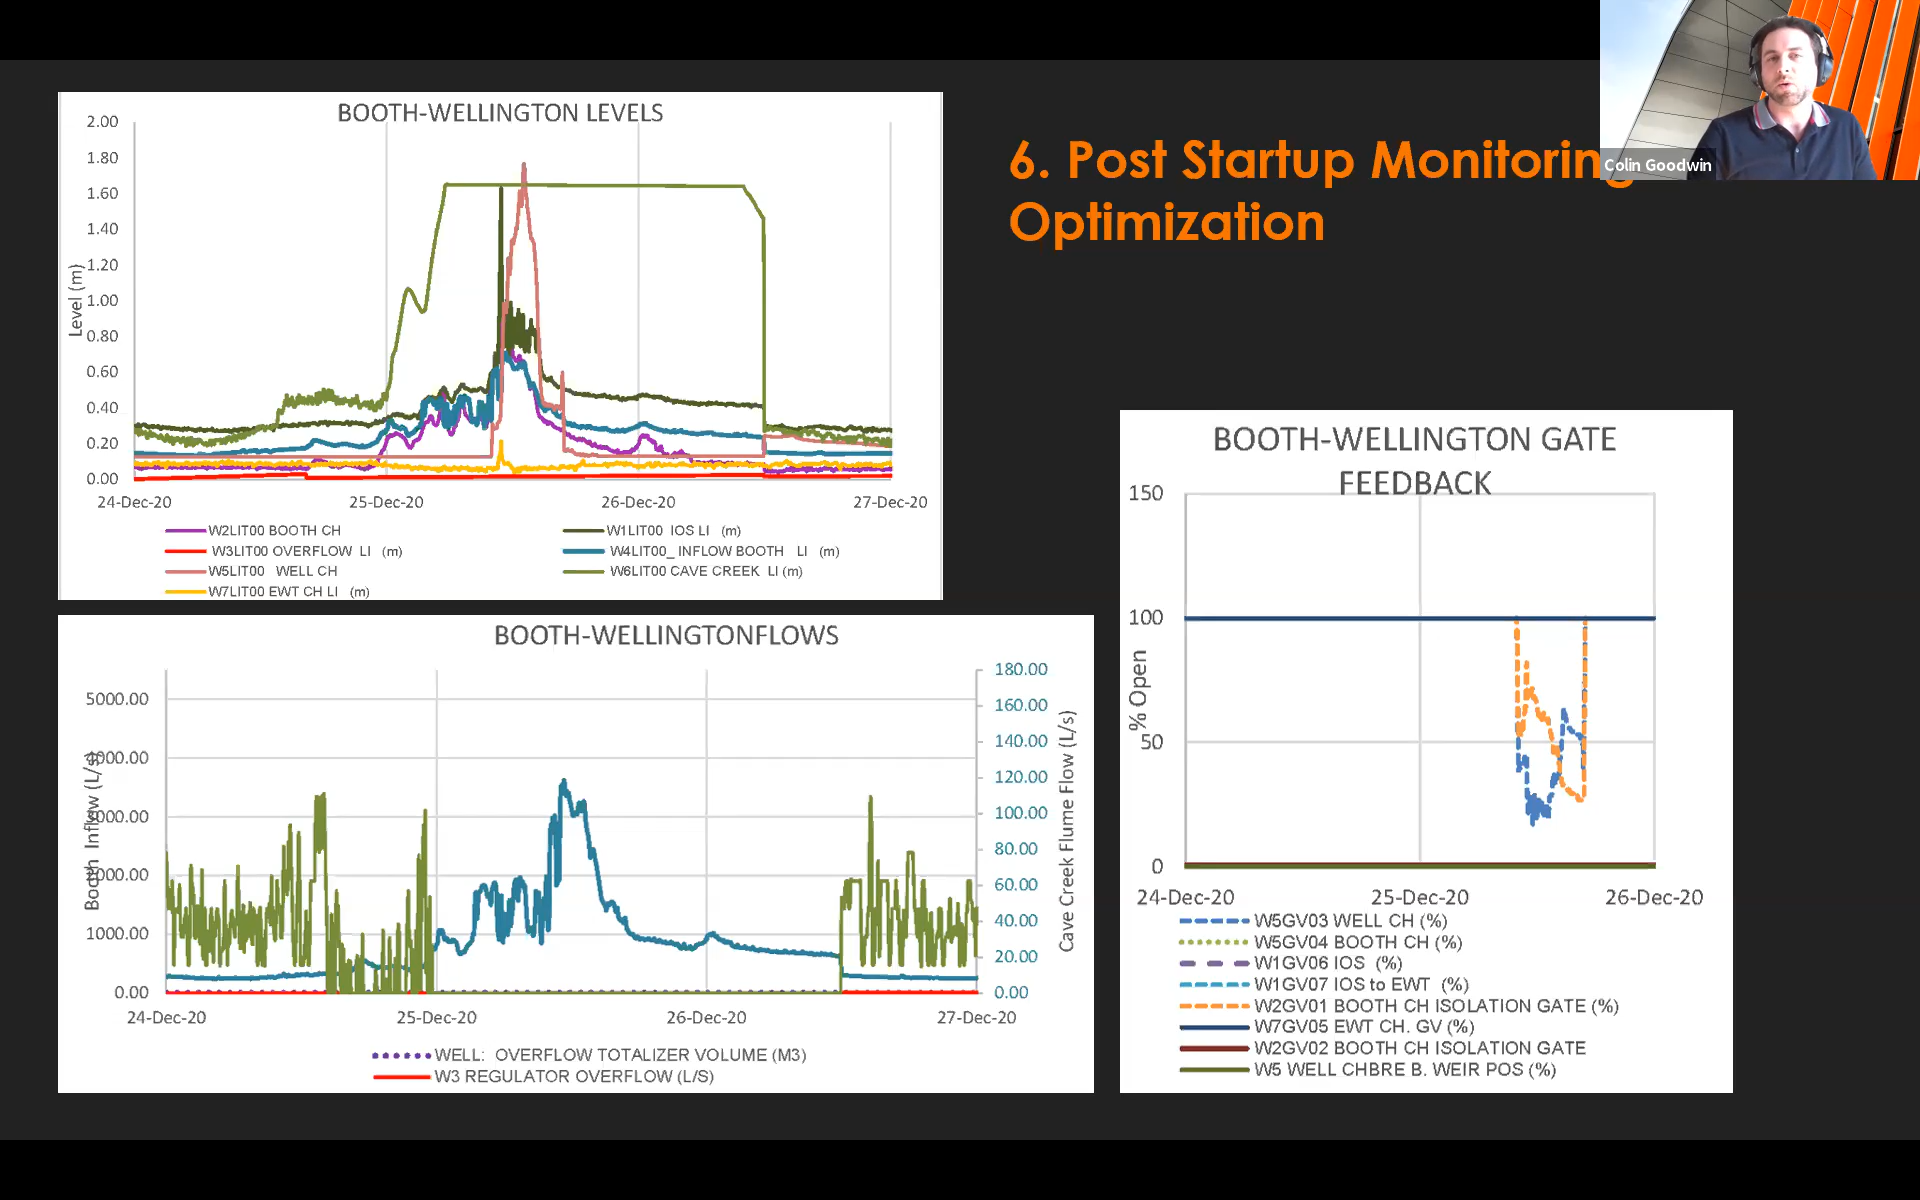 Colin Goodwin
6. Post Startup Monitoring
Optimization
BOOTH-WELLINGTON LEVELS
Level (m)
2.00
1.80
1.60
1.40
1.20
1.00
0.80
0.60
0.40
0.20
0.00
24-Dec-20 25-Dec-20 26-Dec-20 27-Dec-20
W2LIT00 BOOTH CH W1LIT00 IOS LI (m)
W3LIT00 OVERFLOW LI (m) W4LIT00_ INFLOW BOOTH LI (m)
W5LIT00 WELL CH W6LIT00 CAVE CREEK LI (m)
W7LIT00 EWT CH LI (m)
BOOTH-WELLINGTONFLOWS
Booth Inflow (L/s)
5000.00
4000.00
3000.00
2000.00
1000.00
0.00
180.00
160.00
140.00
120.00
100.00
80.00
60.00
40.00
20.00
0.00
Cave Creek Flume Flow (L/s)
24-Dec-20 25-Dec-20 26-Dec-20 27-Dec-20
WELL: OVERFLOW TOTALIZER VOLUME (M3)
W3 REGULATOR OVERFLOW (L/S)
BOOTH-WELLINGTON GATE
FEEDBACK
% Open
150
100
50
0
24-Dec-20 25-Dec-20 26-Dec-20
W5GV03 WELL CH (%)
W5GV04 BOOTH CH (%)
W1GV06 IOS (%)
W1GV07 IOS to EWT (%)
W2GV01 BOOTH CH ISOLATION GATE (%)
W7GV05 EWT CH. GV (%)
W2GV02 BOOTH CH ISOLATION GATE
W5 WELL CHBRE B. WEIR POS (%)